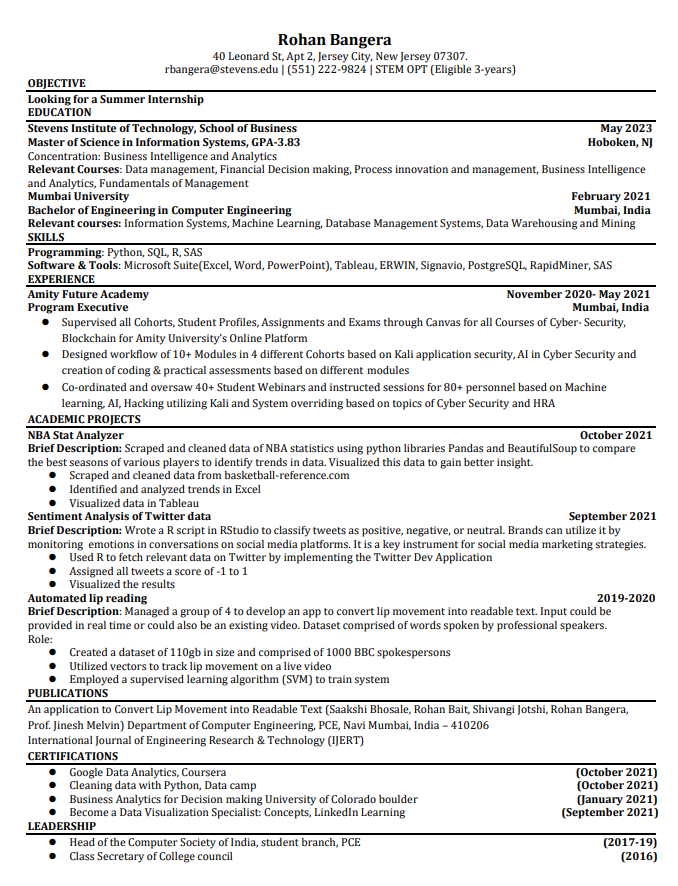 Rohan Bangera
40 Leonard St, Apt 2, Jersey City, New Jersey 07307.
rbangera@stevens.edu | (551) 222-9824 | STEM OPT (Eligible 3-years)
OBJECTIVE
Looking for a Summer Internship
EDUCATION
Stevens Institute of Technology, School of Business May 2023
Master of Science in Information Systems, GPA-3.83 Hoboken, NJ
Concentration: Business Intelligence and Analytics
Relevant Courses: Data management, Financial Decision making, Process innovation and management, Business Intelligence
and Analytics, Fundamentals of Management
Mumbai University February 2021
Bachelor of Engineering in Computer Engineering Mumbai, India
Relevant courses: Information Systems, Machine Learning, Database Management Systems, Data Warehousing and Mining
SKILLS
Programming: Python, SQL, R, SAS
Software & Tools: Microsoft Suite(Excel, Word, PowerPoint), Tableau, ERWIN, Signavio, PostgreSQL, RapidMiner, SAS
EXPERIENCE
Amity Future Academy November 2020- May 2021
Program Executive Mumbai, India
● Supervised all Cohorts, Student Profiles, Assignments and Exams through Canvas for all Courses of Cyber- Security,
Blockchain for Amity University's Online Platform
● Designed workflow of 10+ Modules in 4 different Cohorts based on Kali application security, AI in Cyber Security and
creation of coding & practical assessments based on different modules
● Co-ordinated and oversaw 40+ Student Webinars and instructed sessions for 80+ personnel based on Machine
learning, AI, Hacking utilizing Kali and System overriding based on topics of Cyber Security and HRA
ACADEMIC PROJECTS
NBA Stat Analyzer October 2021
Brief Description: Scraped and cleaned data of NBA statistics using python libraries Pandas and BeautifulSoup to compare
the best seasons of various players to identify trends in data. Visualized this data to gain better insight.
● Scraped and cleaned data from basketball-reference.com
● Identified and analyzed trends in Excel
● Visualized data in Tableau
Sentiment Analysis of Twitter data September 2021
Brief Description: Wrote a R script in RStudio to classify tweets as positive, negative, or neutral. Brands can utilize it by
monitoring emotions in conversations on social media platforms. It is a key instrument for social media marketing strategies.
● Used R to fetch relevant data on Twitter by implementing the Twitter Dev Application
● Assigned all tweets a score of -1 to 1
● Visualized the results
Automated lip reading 2019-2020
Brief Description: Managed a group of 4 to develop an app to convert lip movement into readable text. Input could be
provided in real time or could also be an existing video. Dataset comprised of words spoken by professional speakers.
Role:
● Created a dataset of 110gb in size and comprised of 1000 BBC spokespersons
● Utilized vectors to track lip movement on a live video
● Employed a supervised learning algorithm (SVM) to train system
PUBLICATIONS
An application to Convert Lip Movement into Readable Text (Saakshi Bhosale, Rohan Bait, Shivangi Jotshi, Rohan Bangera,
Prof. Jinesh Melvin) Department of Computer Engineering, PCE, Navi Mumbai, India – 410206
International Journal of Engineering Research & Technology (IJERT)
CERTIFICATIONS
● Google Data Analytics, Coursera (October 2021)
● Cleaning data with Python, Data camp (October 2021)
● Business Analytics for Decision making University of Colorado boulder (January 2021)
● Become a Data Visualization Specialist: Concepts, LinkedIn Learning (September 2021)
LEADERSHIP
● Head of the Computer Society of India, student branch, PCE (2017-19)
● Class Secretary of College council (2016)